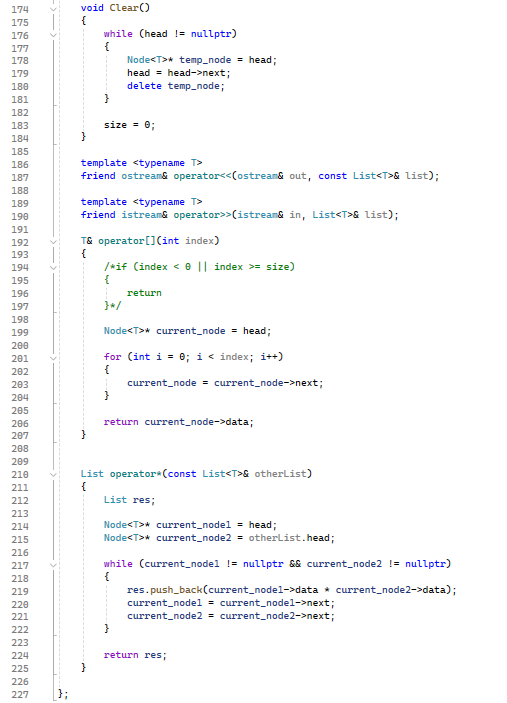 174 void Clear()
175 {
176 while (head != nullptr)
177 {
178 Node<T>* temp_node = head;
179 head = head->next;
180 delete temp_node;
181 }
182
183 size = 0;
184 }
185
186 template <typename T>
187 friend ostream& operator<<(ostream& out, const List<T>& list);
188
189 template <typename T>
190 friend istream& operator>>(istream& in, List<T>& list);
191
192 T& operator[](int index)
193 {
194 /*if (index < 0 || index >= size)
195 {
196 return
197 }*/
198
199 Node<T>* current_node = head;
200
201 for (int i = 0; i < index; i++)
202 {
203 current_node = current_node->next;
204 }
205
206 return current_node->data;
207 }
208
209
210 List operator*(const List<T>& otherList)
211 {
212 List res;
213
214 Node<T>* current_node1 = head;
215 Node<T>* current_node2 = otherList.head;
216
217 while (current_node1 != nullptr && current_node2 != nullptr)
218 {
219 res.push_back(current_node1->data * current_node2->data);
220 current_node1 = current_node1->next;
221 current_node2 = current_node2->next;
222 }
223
224 return res;
225 }
226
227 };